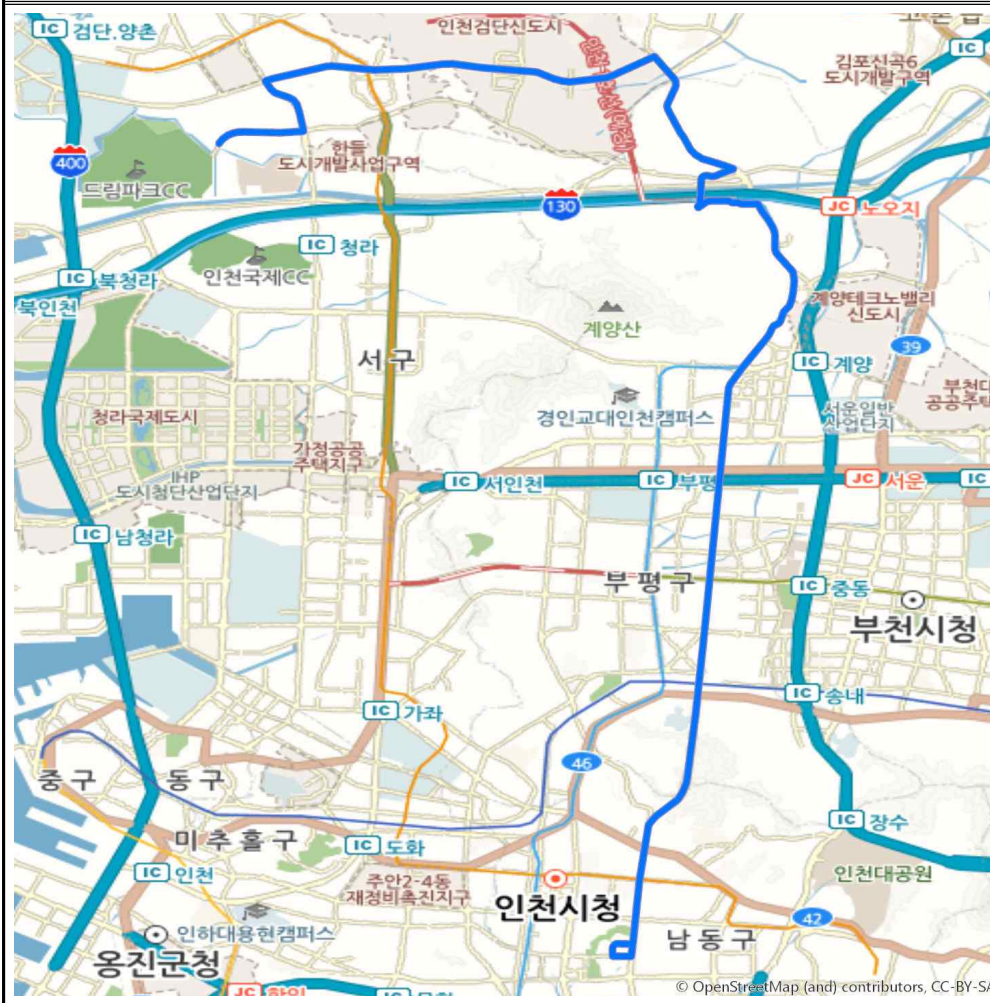 IC 검단.양촌
인천검단신도시
IC
김포신곡6
도시개발구역
한들
도시개발사업구역
400
드림파크CC
130
JC 노오지
IC 청라
인천국제CC
IC 북청라
북인천
계양테크노밸리
신도시
계양산
39
서구
IC 계양
청라국제도시
경인교대인천캠퍼스
서운일반
산업단지
부천대
공공주택
가정공공
주택지구
IHP
도시첨단산업단지
IC 서인천
IC 부평
JC 서운
IC
IC 남청라
부평구
IC 중동
부천시청
IC 송내
IC 가좌
46
중구
동구
미추홀구
IC 도화
IC 장수
IC 인천
주안2-4동
재정비촉진지구
인천대공원
인천시청
42
인하대용현캠퍼스
남동구
옹진군청
© OpenStreetMap (and) contributors, CC-BY-SA